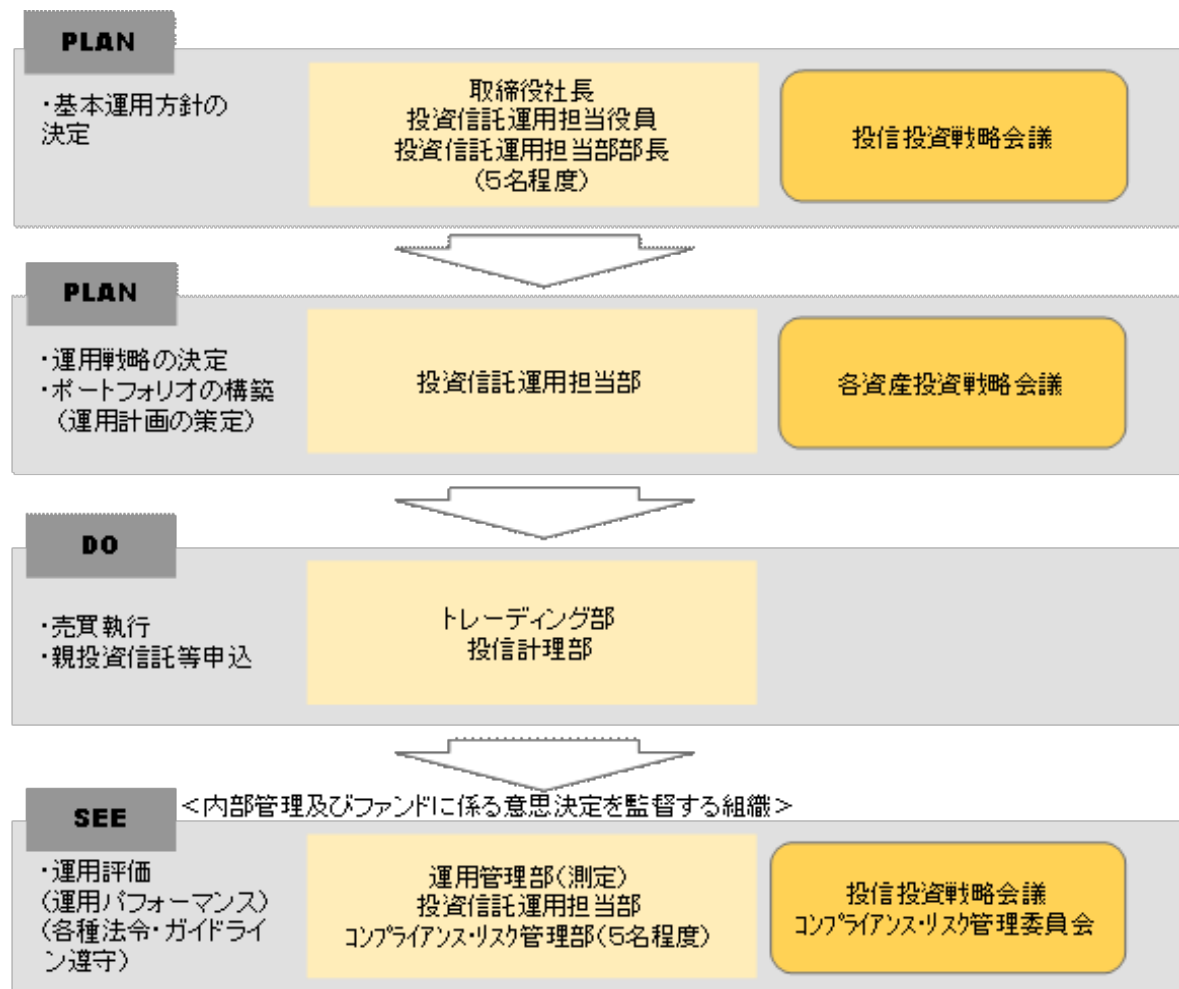 PLAN
・基本運用方針の
決定
取締役社長
投資信託運用担当役員
投資信託運用担当部部長
(5名程度)
投信投資戦略会議
PLAN
・運用戦略の決定
・ポートフォリオの構築
(運用計画の策定)
投資信託運用担当部
各資産投資戦略会議
DO
・売買執行
・親投資信託等申込
トレーディング部
投信計理部
SEE
<内部管理及びファンドに係る意思決定を監督する組織>
・運用評価
(運用パフォーマンス)
(各種法令・ガイドライ
ン遵守)
運用管理部(測定)
投資信託運用担当部
コンプライアンス・リスク管理部(5名程度)
投信投資戦略会議
コンプライアンス・リスク管理委員会